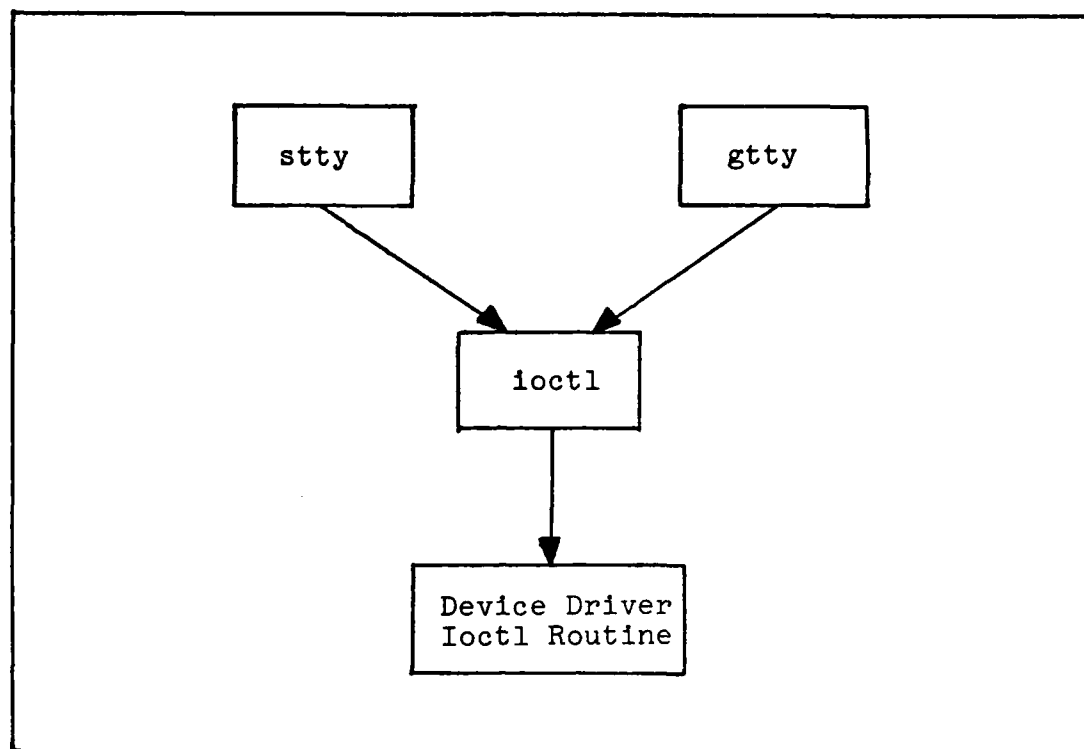 stty
gtty
ioctl
Device Driver
Ioctl Routine